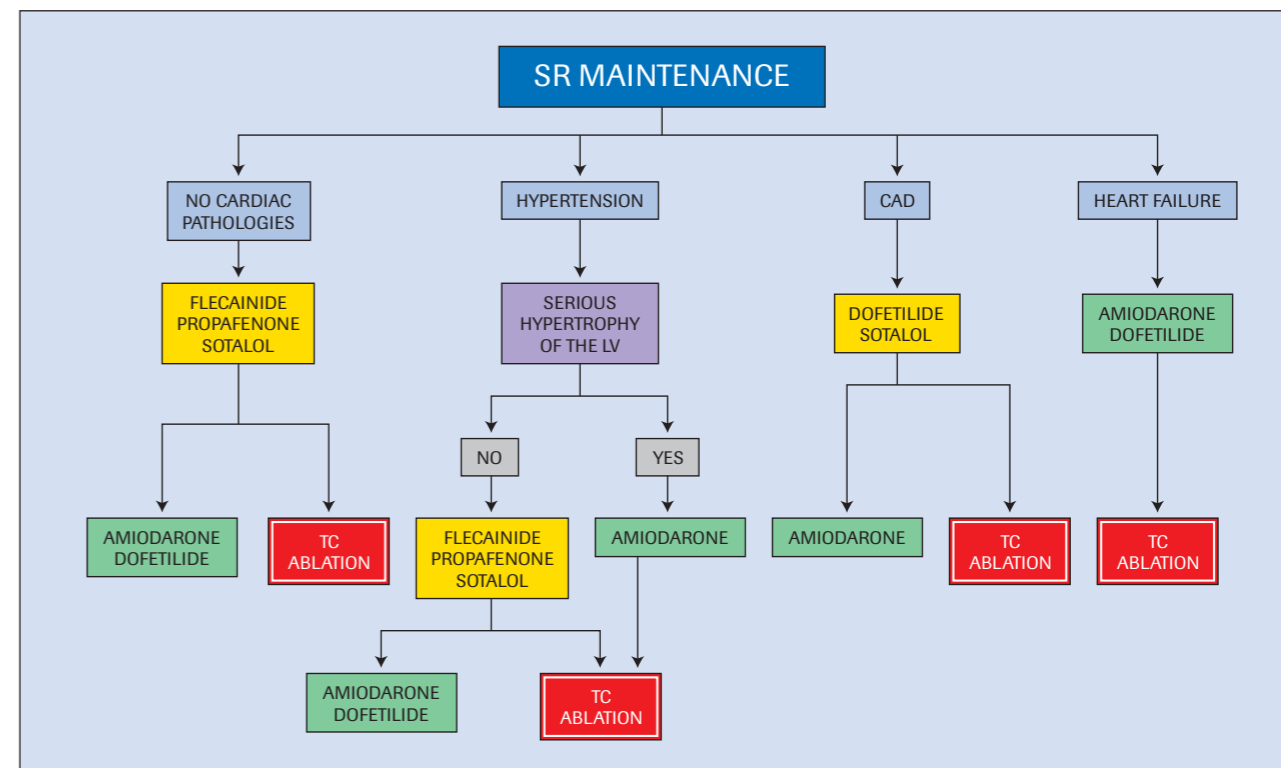 SR MAINTENANCE
NO CARDIAC
PATHOLOGIES
HYPERTENSION
CAD
HEART FAILURE
FLECAINIDE
PROPAFENONE
SOTALOL
SERIOUS
HYPERTROPHY
OF THE LV
DOFETILIDE
SOTALOL
AMIODARONE
DOFETILIDE
NO
YES
AMIODARONE
DOFETILIDE
TC
ABLATION
FLECAINIDE
PROPAFENONE
SOTALOL
AMIODARONE
AMIODARONE
TC
ABLATION
TC
ABLATION
AMIODARONE
DOFETILIDE
TC
ABLATION